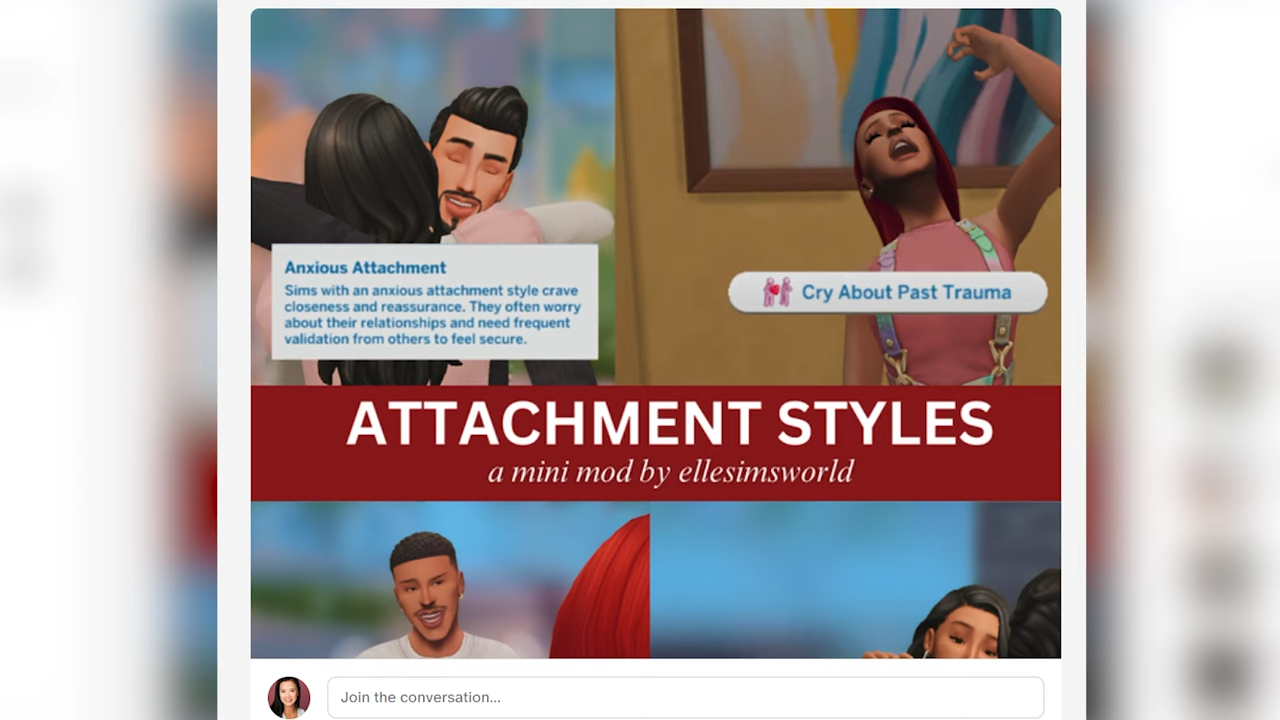 Anxious Attachment
Sims with an anxious attachment style crave
closeness and reassurance. They often worry
about their relationships and need frequent
validation from others to feel secure.
Cry About Past Trauma
ATTACHMENT STYLES
a mini mod by ellesimsworld
Join the conversation...